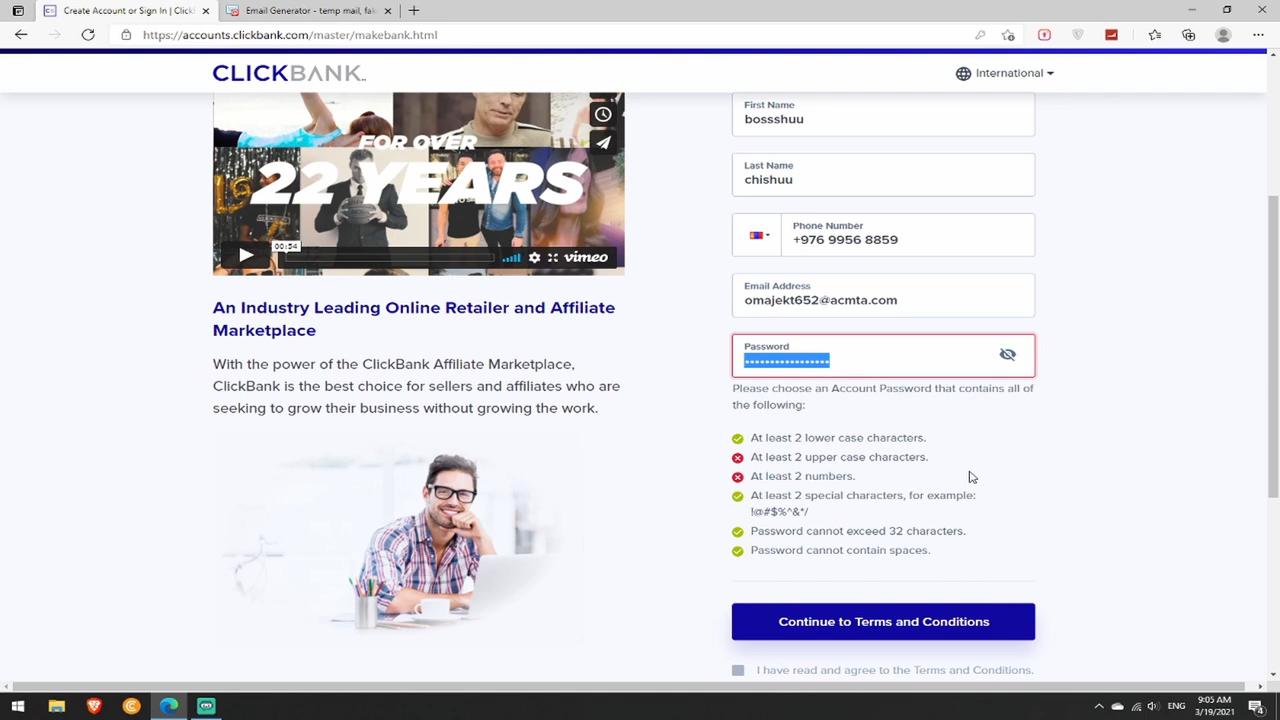 Create Account or Sign In | Click
Email Generator - temp mail, fak
https://accounts.clickbank.com/master/makebank.html
CLICKBANK
International
FOR OVER
22 YEARS
00:54
vimeo
An Industry Leading Online Retailer and Affiliate
Marketplace
With the power of the ClickBank Affiliate Marketplace,
ClickBank is the best choice for sellers and affiliates who are
seeking to grow their business without growing the work.
First Name
bossshuu
Last Name
chishuu
Phone Number
+976 9956 8859
Email Address
omajekt652@acmta.com
Password
Please choose an Account Password that contains all of
the following:
At least 2 lower case characters.
At least 2 upper case characters.
At least 2 numbers.
At least 2 special characters, for example:
!@#$%^&*/
Password cannot exceed 32 characters.
Password cannot contain spaces.
Continue to Terms and Conditions
I have read and agree to the Terms and Conditions.
9:05 AM
3/19/2021
4